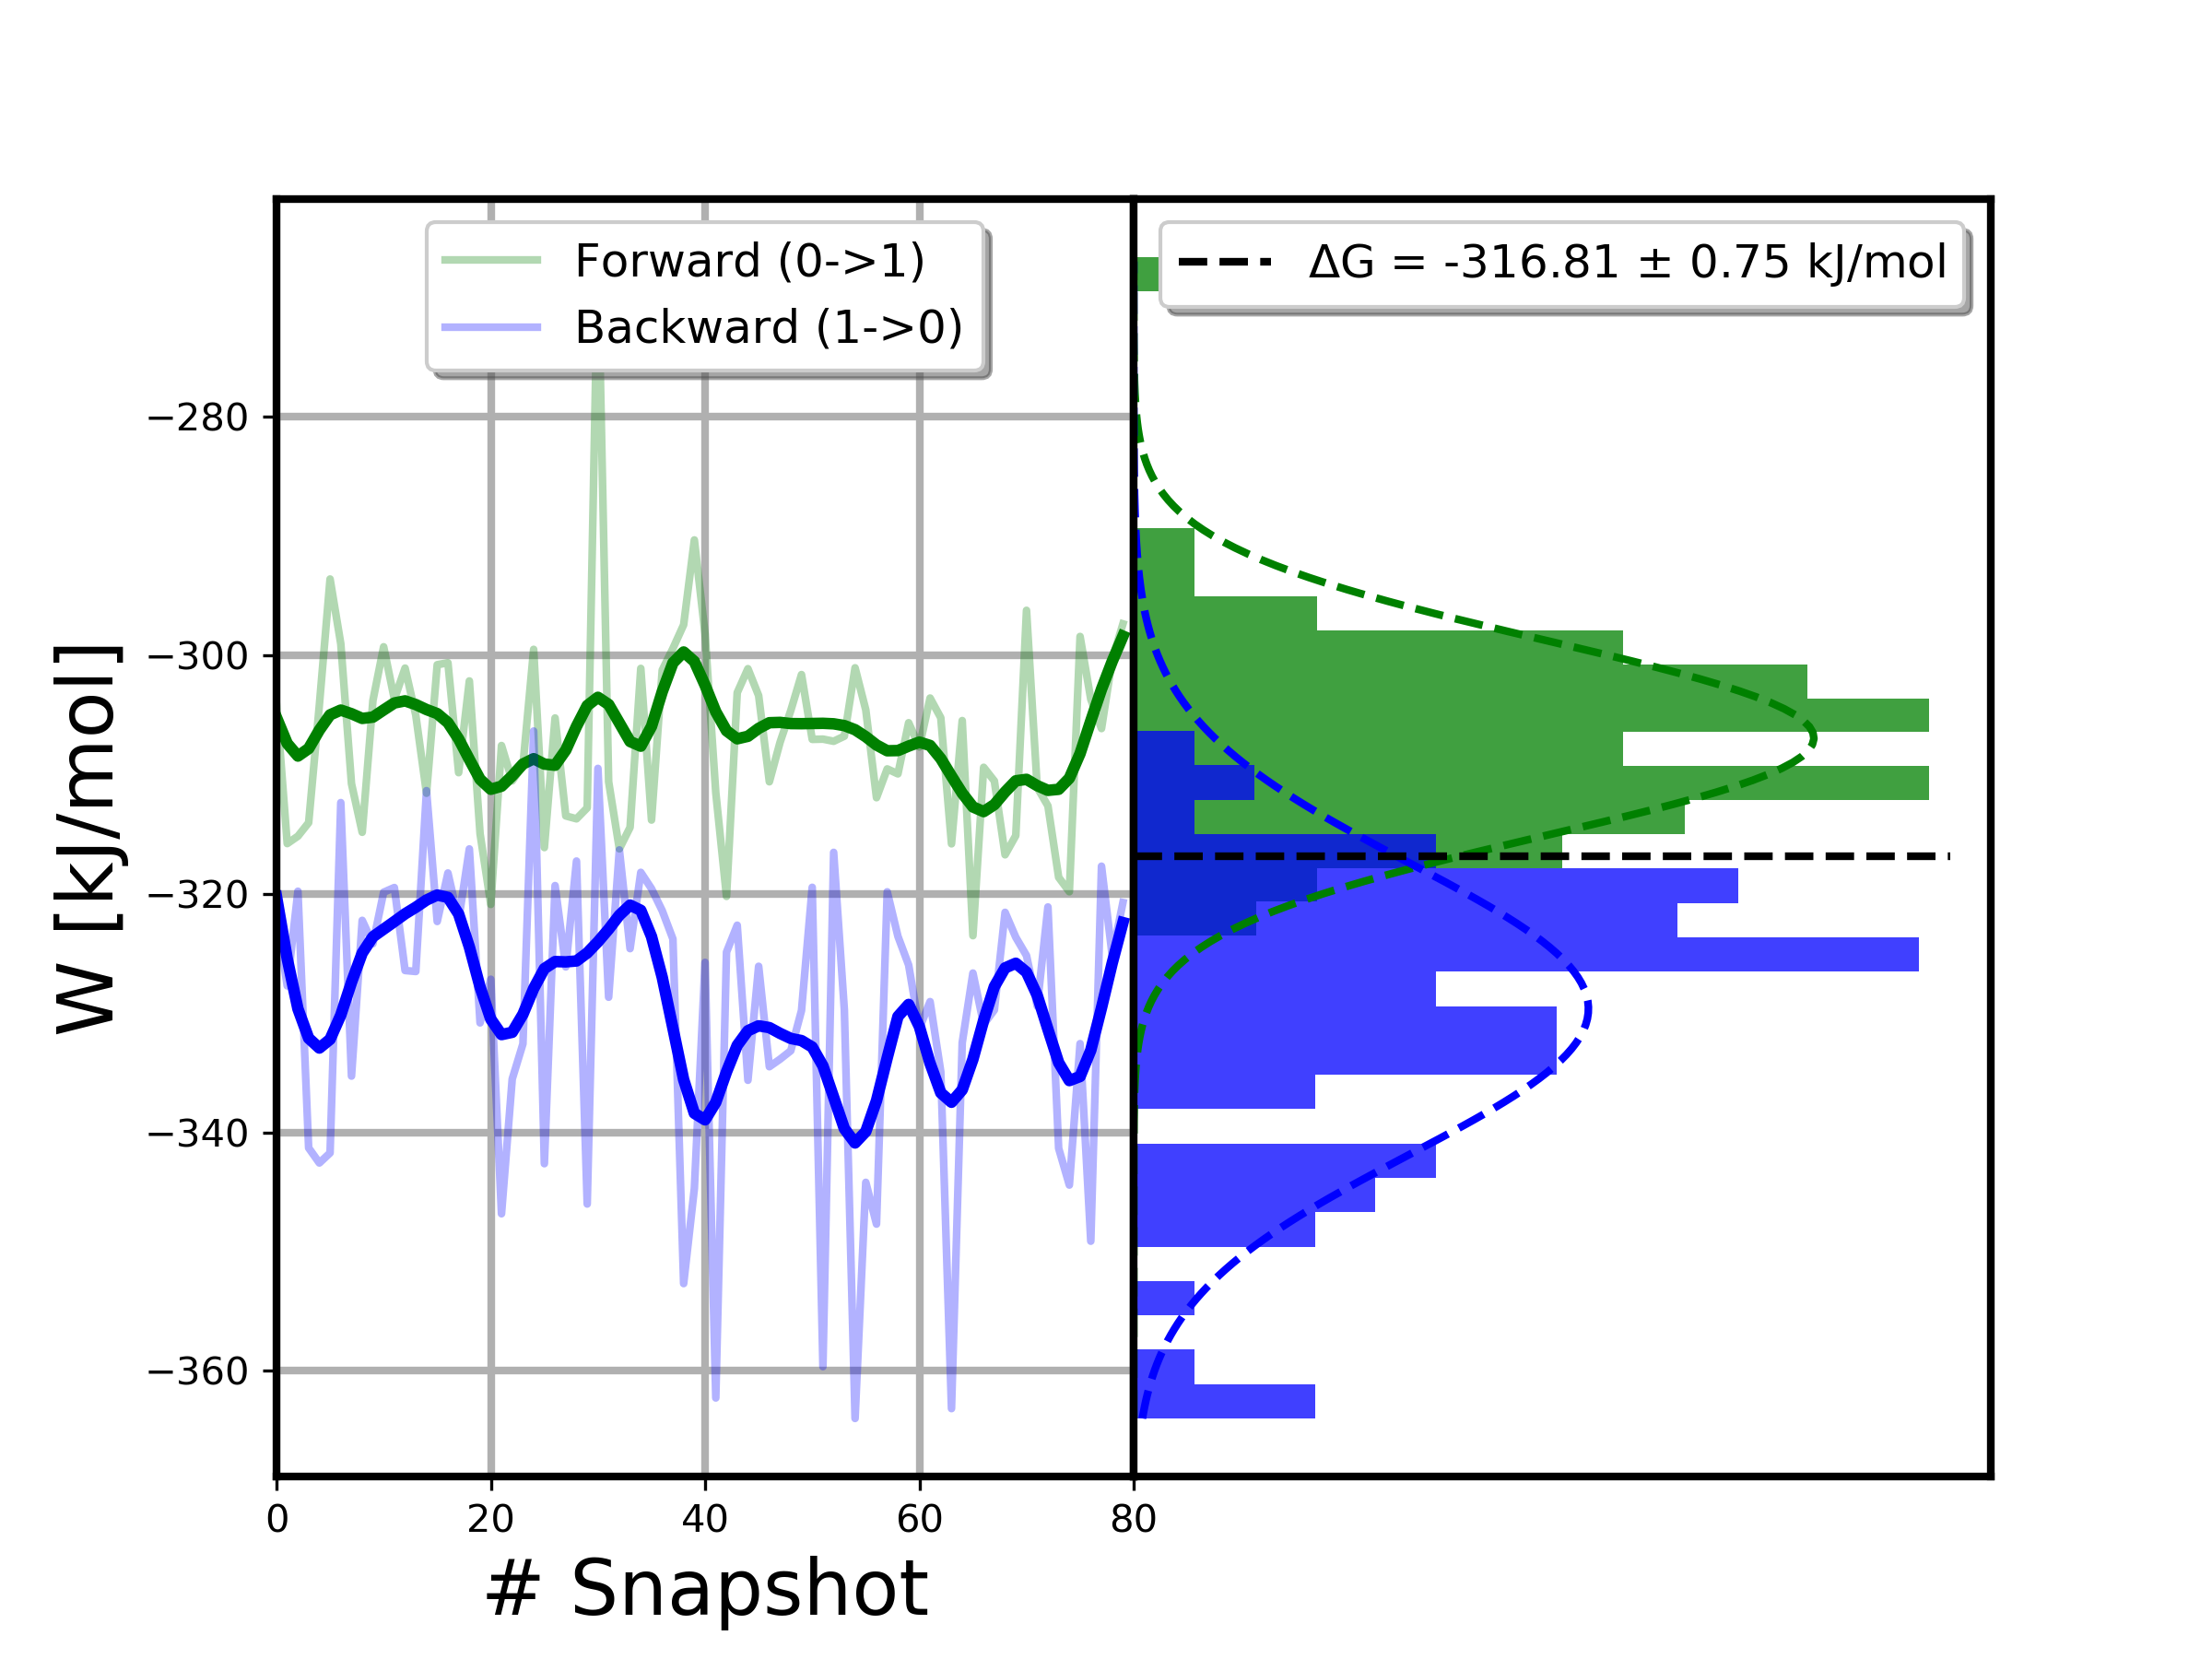 Forward (0->1)
Backward (1->0)
ΔG = -316.81 ± 0.75 kJ/mol
W [kJ/mol]
−280
−300
−320
−340
−360
0 20 40 60 80
# Snapshot